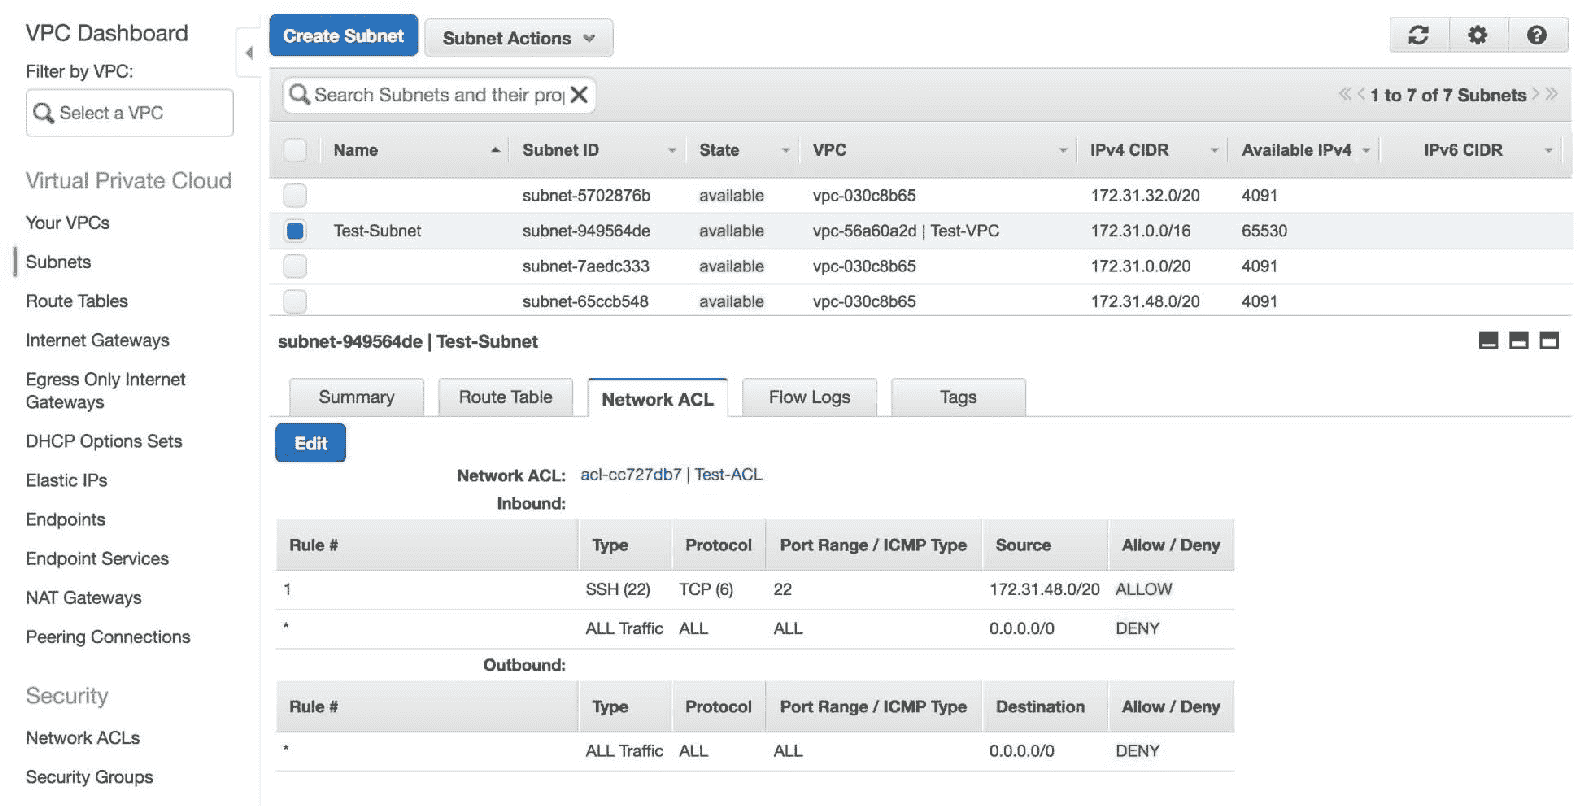 VPC Dashboard
Filter by VPC:
Select a VPC
Virtual Private Cloud
Your VPCs
Subnets
Route Tables
Internet Gateways
Egress Only Internet
Gateways
DHCP Options Sets
Elastic IPs
Endpoints
Endpoint Services
NAT Gateways
Peering Connections
Security
Network ACLs
Security Groups
Create Subnet Subnet Actions
Search Subnets and their prop
1 to 7 of 7 Subnets
Name Subnet ID State VPC IPv4 CIDR Available IPv4 IPv6 CIDR
subnet-5702876b available vpc-030c8b65 172.31.32.0/20 4091
Test-Subnet subnet-949564de available vpc-56a60a2d | Test-VPC 172.31.0.0/16 65530
subnet-7aedc333 available vpc-030c8b65 172.31.0.0/20 4091
subnet-65ccb548 available vpc-030c8b65 172.31.48.0/20 4091
subnet-949564de | Test-Subnet
Summary Route Table Network ACL Flow Logs Tags
Edit
Network ACL: acl-cc727db7 | Test-ACL
Inbound:
Rule # Type Protocol Port Range / ICMP Type Source Allow / Deny
1 SSH (22) TCP (6) 22 172.31.48.0/20 ALLOW
* ALL Traffic ALL ALL 0.0.0.0/0 DENY
Outbound:
Rule # Type Protocol Port Range / ICMP Type Destination Allow / Deny
* ALL Traffic ALL ALL 0.0.0.0/0 DENY